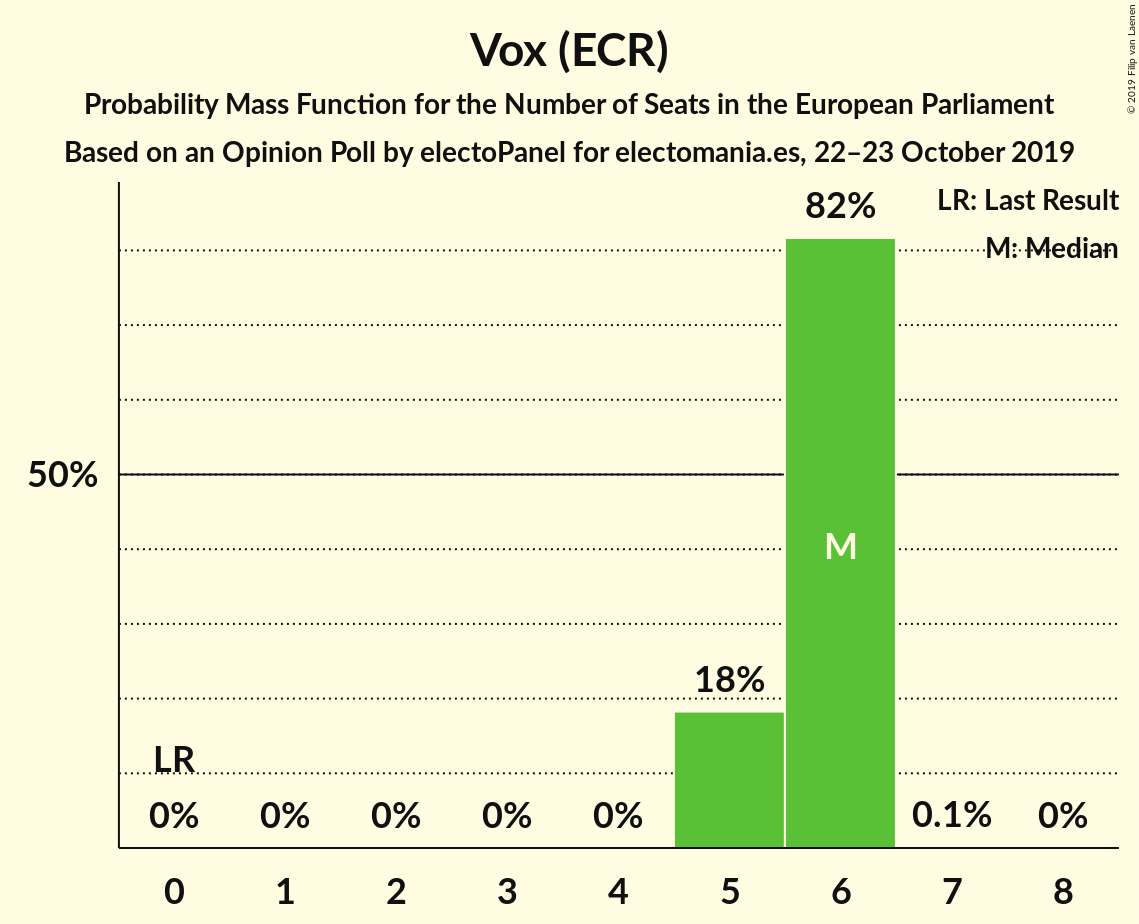 Vox (ECR)
Probability Mass Function for the Number of Seats in the European Parliament
Based on an Opinion Poll by electoPanel for electomania.es, 22–23 October 2019
© 2019 Filip van Laenen
LR: Last Result
M: Median
82%
50%
M
18%
LR
0% 0% 0% 0% 0% 0.1% 0%
0 1 2 3 4 5 6 7 8